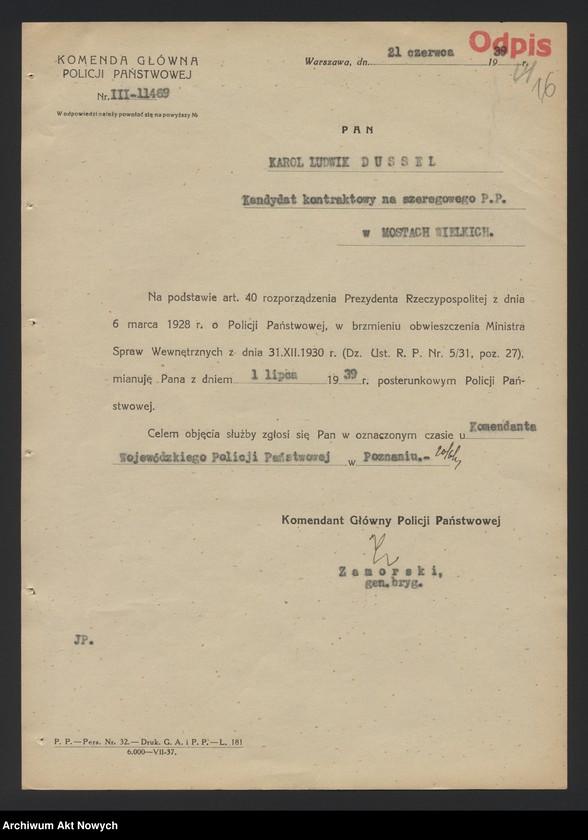 KOMENDA GŁÓWNA
POLICJI PAŃSTWOWEJ
Nr. III-11469
W odpowiedzi należy powołać się na powyższy №
Warszawa, dn. 21 czerwca 1939 r.
Odpis
16
PAN
KAROL LUDWIK DUSSEL
Kandydat kontraktowy na szeregowego P.P.
w MOSTACH WIELKICH.
Na podstawie art. 40 rozporządzenia Prezydenta Rzeczypospolitej z dnia
6 marca 1928 r. o Policji Państwowej, w brzmieniu obwieszczenia Ministra
Spraw Wewnętrznych z dnia 31.XII.1930 r. (Dz. Ust. R. P. Nr. 5/31, poz. 27),
mianuję Pana z dniem 1 lipca 1939 r. posterunkowym Policji Pań-
stwowej.
Celem objęcia służby zgłosi się Pan w oznaczonym czasie u Komendanta
Wojewódzkiego Policji Państwowej w Poznaniu.-
Komendant Główny Policji Państwowej
Zamorski,
gen.bryg.
JP.
P. P.—Pers. Nr. 32.— Druk. G. A. i P. P.—L. 181
6.000—VII-37.
Archiwum Akt Nowych